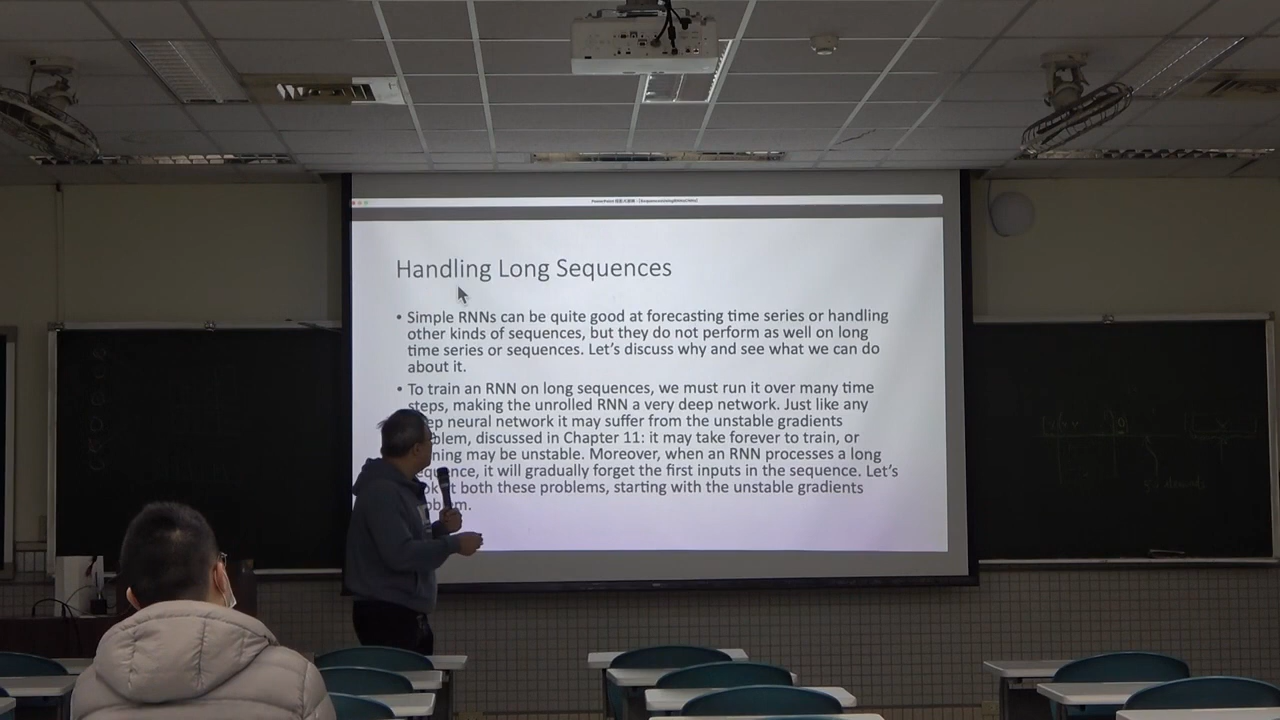 Handling Long Sequences
• Simple RNNs can be quite good at forecasting time series or handling
other kinds of sequences, but they do not perform as well on long
time series or sequences. Let's discuss why and see what we can do
about it.
• To train an RNN on long sequences, we must run it over many time
steps, making the unrolled RNN a very deep network. Just like any
neural network it may suffer from the unstable gradients
discussed in Chapter 11: it may take forever to train, or
may be unstable. Moreover, when an RNN processes a long
it will gradually forget the first inputs in the sequence. Let's
both these problems, starting with the unstable gradients